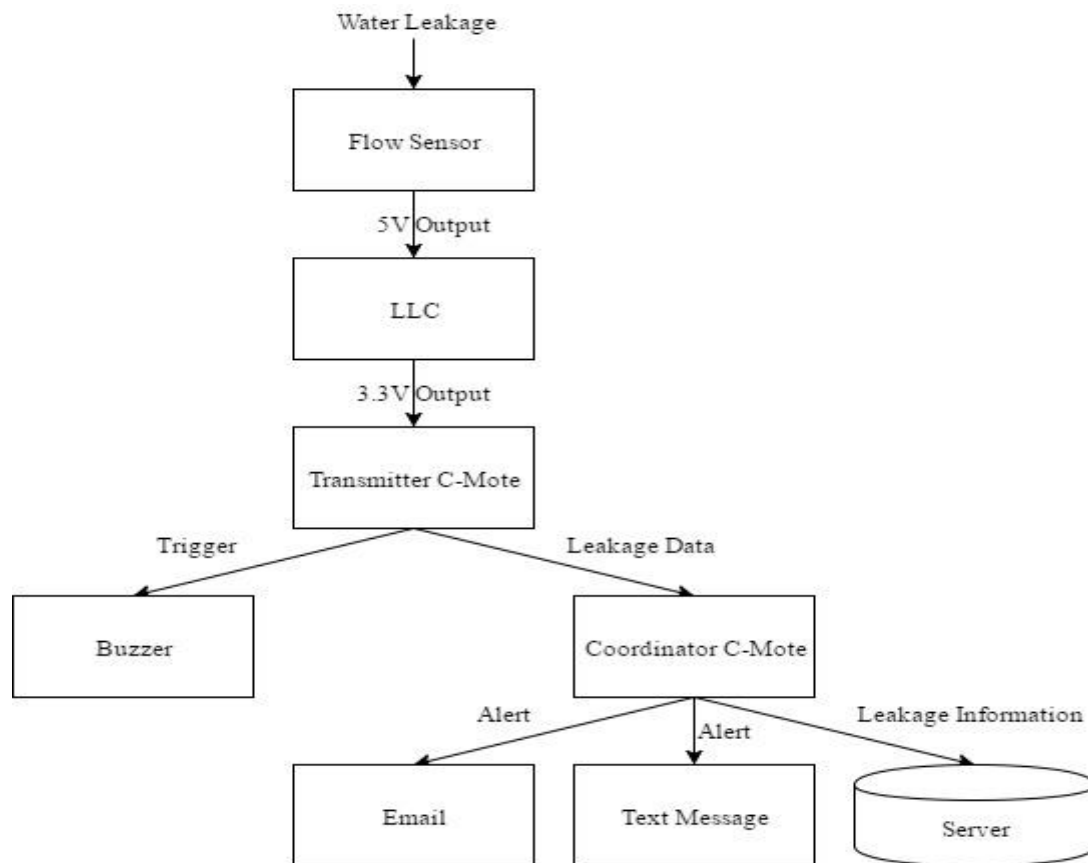 Water Leakage
Flow Sensor
5V Output
LLC
3.3V Output
Transmitter C-Mote
Trigger
Leakage Data
Buzzer
Coordinator C-Mote
Alert
Alert
Leakage Information
Email
Text Message
Server